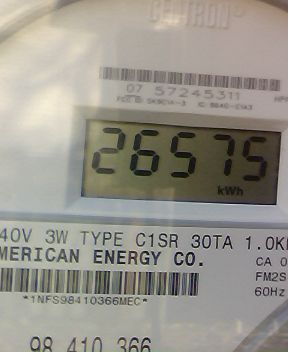 CENTRON
07 57245311
26575
kWh
40V 3W TYPE C1SR 30TA 1.0K
MERICAN ENERGY CO.
CA 0
FM2S
60Hz
*1NFS98410366MEC*
98 410 366